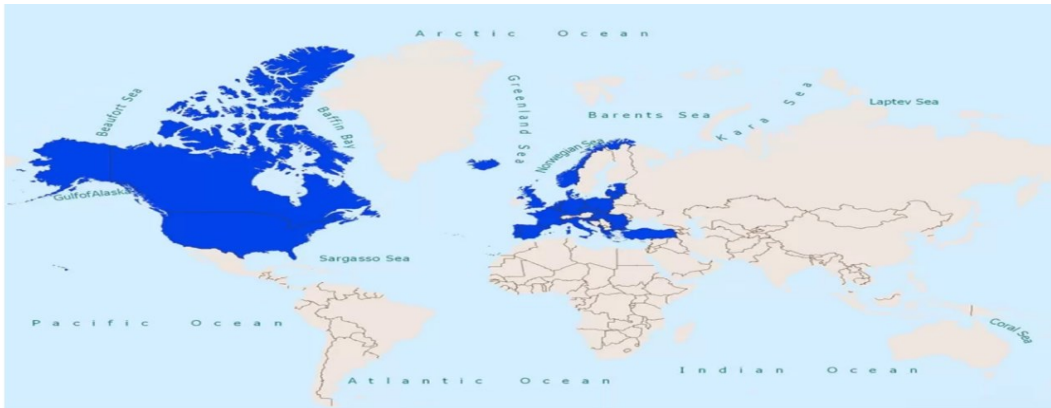 Arctic Ocean
Beaufort Sea
Baffin Bay
Greenland Sea
Barents Sea
Kara Sea
Laptev Sea
Norwegian Sea
Gulf of Alaska
Sargasso Sea
Pacific Ocean
Coral Sea
Indian Ocean
Atlantic Ocean